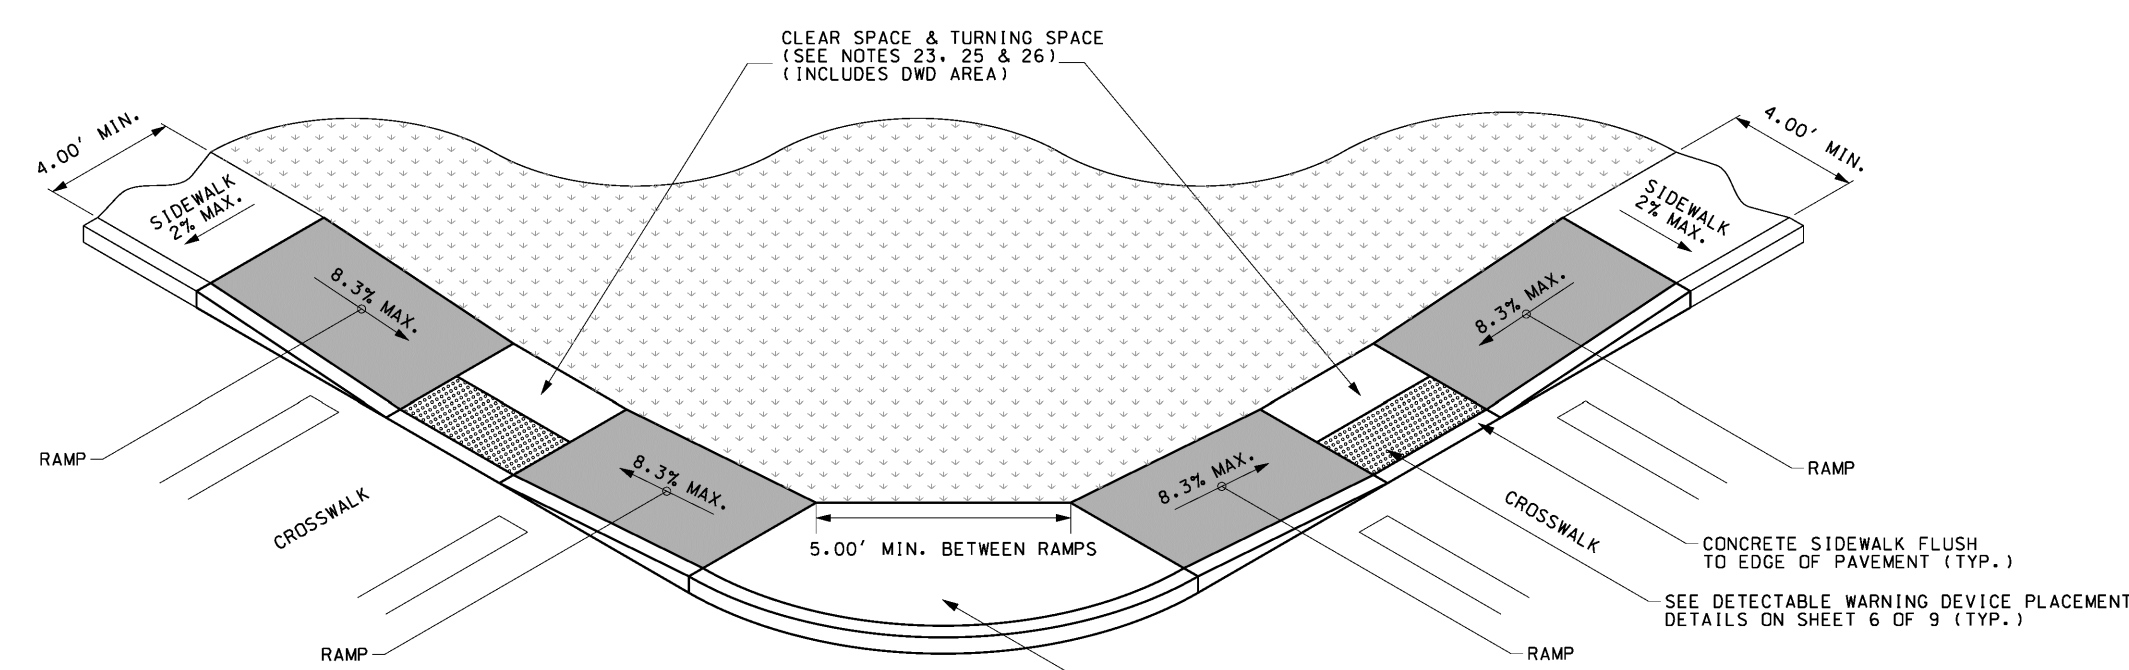 CLEAR SPACE & TURNING SPACE
(SEE NOTES 23, 25 & 26)
(INCLUDES DWD AREA)
4.00' MIN.
4.00' MIN.
SIDEWALK
2% MAX.
SIDEWALK
2% MAX.
8.3% MAX.
8.3% MAX.
RAMP
8.3% MAX.
8.3% MAX.
RAMP
CROSSWALK
CROSSWALK
5.00' MIN. BETWEEN RAMPS
CONCRETE SIDEWALK FLUSH
TO EDGE OF PAVEMENT (TYP.)
SEE DETECTABLE WARNING DEVICE PLACEMENT
DETAILS ON SHEET 6 OF 9 (TYP.)
RAMP
RAMP